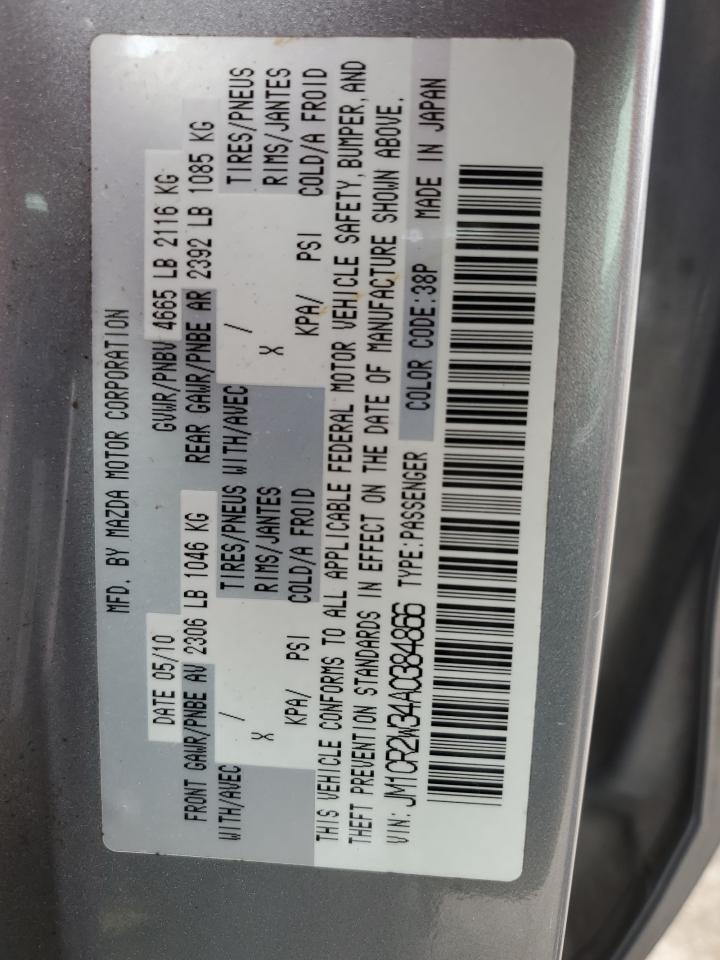 MFD. BY MAZDA MOTOR CORPORATION
DATE 05/10 GVWR/PNBV 4665 LB 2116 KG
FRONT GAWR/PNBE AV 2306 LB 1046 KG REAR GAWR/PNBE AR 2392 LB 1085 KG
WITH/AVEC / TIRES/PNEUS WITH/AVEC / TIRES/PNEUS
X RIMS/JANTES X RIMS/JANTES
KPA/ PSI COLD/A FROID KPA/ PSI COLD/A FROID
THIS VEHICLE CONFORMS TO ALL APPLICABLE FEDERAL MOTOR VEHICLE SAFETY, BUMPER, AND
THEFT PREVENTION STANDARDS IN EFFECT ON THE DATE OF MANUFACTURE SHOWN ABOVE.
VIN: JM1CR2W34A0384866 TYPE:PASSENGER COLOR CODE:38P MADE IN JAPAN